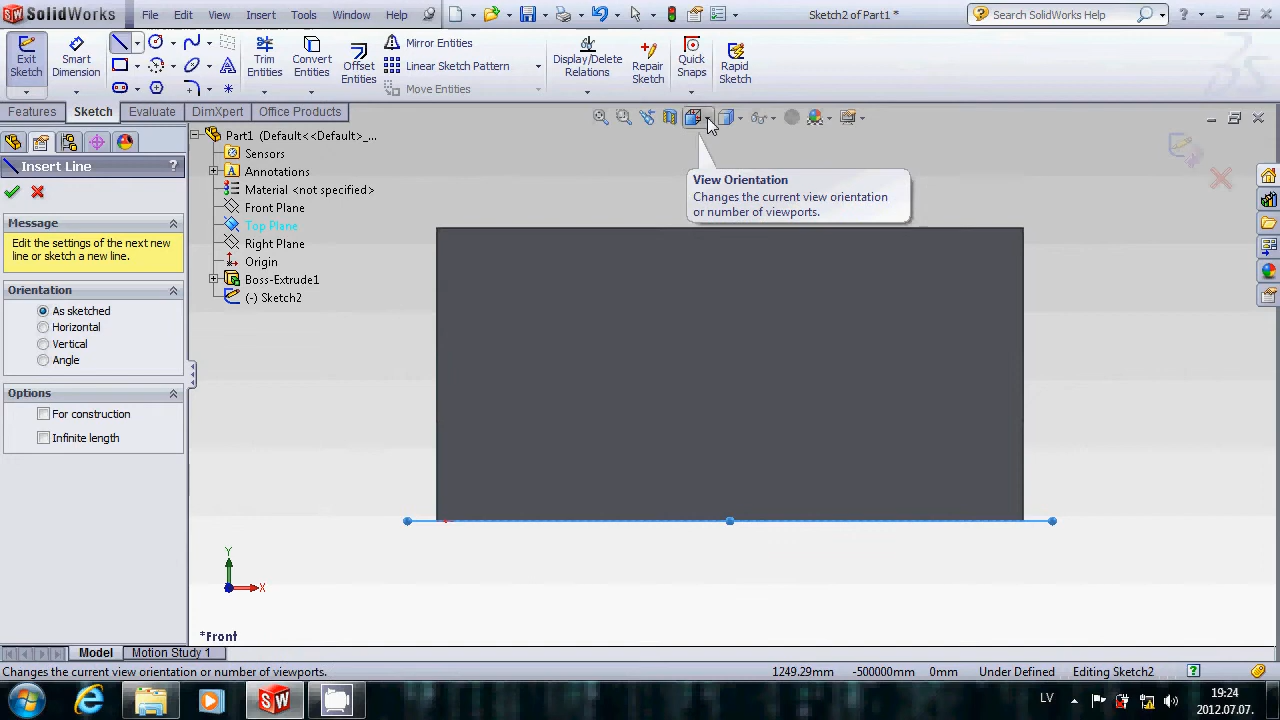 SolidWorks
File
Edit
View
Insert
Tools
Window
Help
Sketch2 of Part1 *
Search SolidWorks Help
Exit Sketch
Smart Dimension
Trim Entities
Convert Entities
Offset Entities
Mirror Entities
Linear Sketch Pattern
Move Entities
Display/Delete Relations
Repair Sketch
Quick Snaps
Rapid Sketch
Features
Sketch
Evaluate
DimXpert
Office Products
Insert Line
?
Message
Edit the settings of the next new
line or sketch a new line.
Orientation
As sketched
Horizontal
Vertical
Angle
Options
For construction
Infinite length
Part1 (Default<<Default>_...
Sensors
Annotations
Material <not specified>
Front Plane
Top Plane
Right Plane
Origin
Boss-Extrude1
(-) Sketch2
View Orientation
Changes the current view orientation
or number of viewports.
Y
X
*Front
Model
Motion Study 1
Changes the current view orientation or number of viewports.
1249.29mm
-500000mm
0mm
Under Defined
Editing Sketch2
LV
19:24
2012.07.07.